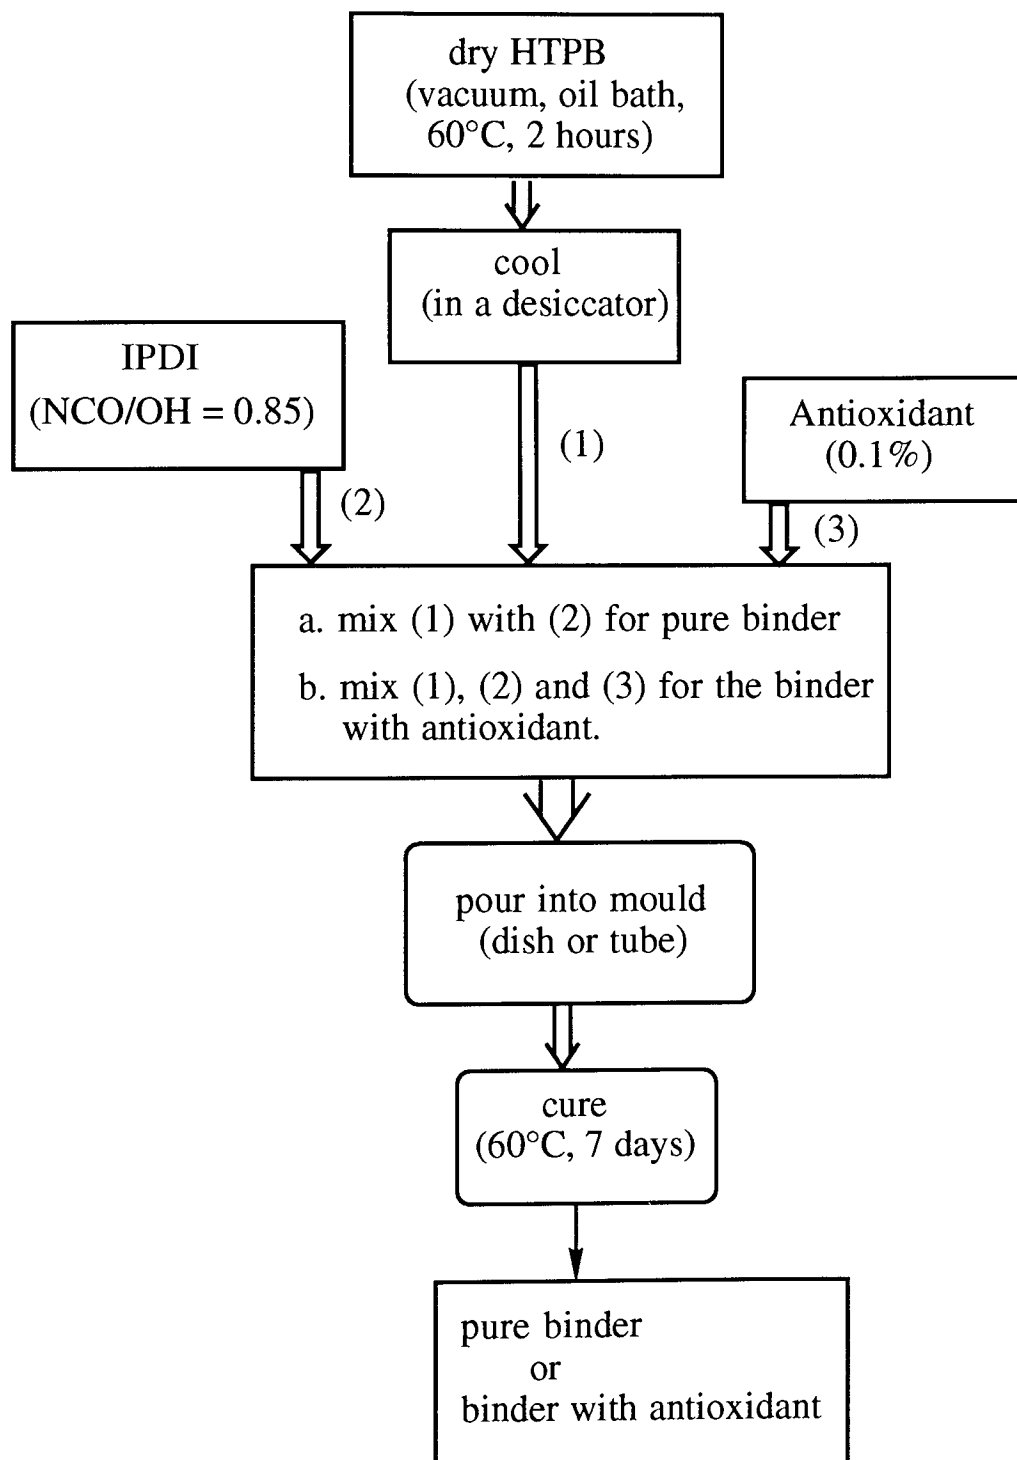 dry HTPB
(vacuum, oil bath,
60°C, 2 hours)
cool
(in a desiccator)
IPDI
(NCO/OH = 0.85)
(1)
Antioxidant
(0.1%)
(2)
(3)
a. mix (1) with (2) for pure binder
b. mix (1), (2) and (3) for the binder
with antioxidant.
pour into mould
(dish or tube)
cure
(60°C, 7 days)
pure binder
or
binder with antioxidant